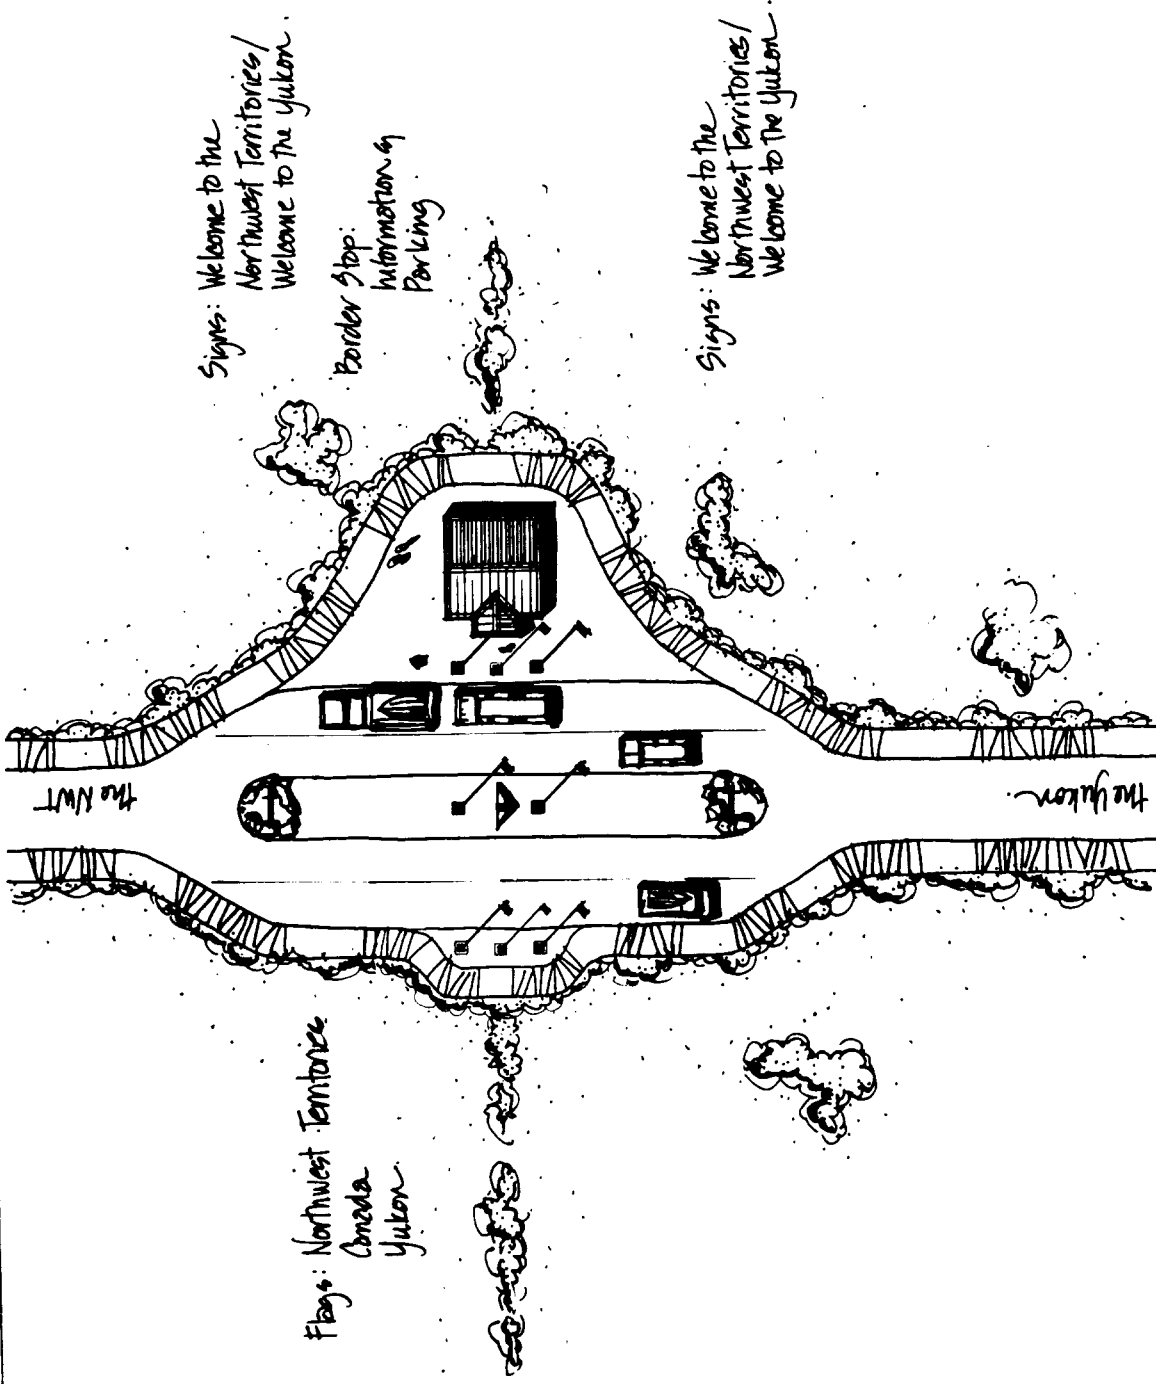 Signs: Welcome to the
Northwest Territories/
Welcome to the Yukon.
Border Stop:
Information &
Parking
Signs: Welcome to the
Northwest Territories/
Welcome to the Yukon.
the NWT
the Yukon.
Flags: Northwest Territories
Canada
Yukon.